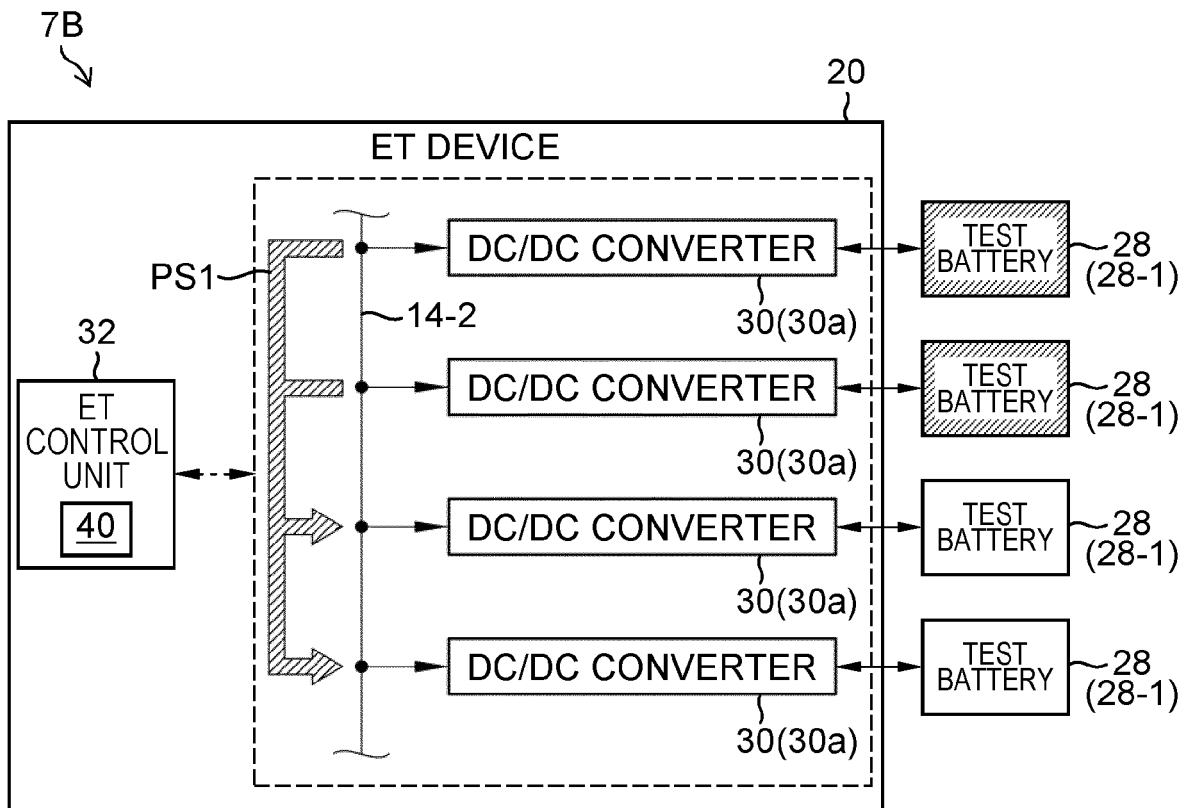 7B
20
ET DEVICE
DC/DC CONVERTER
TEST
BATTERY
28
(28-1)
PS1
30(30a)
14-2
32
ET
CONTROL
UNIT
40
DC/DC CONVERTER
TEST
BATTERY
28
(28-1)
30(30a)
DC/DC CONVERTER
TEST
BATTERY
28
(28-1)
30(30a)
DC/DC CONVERTER
TEST
BATTERY
28
(28-1)
30(30a)